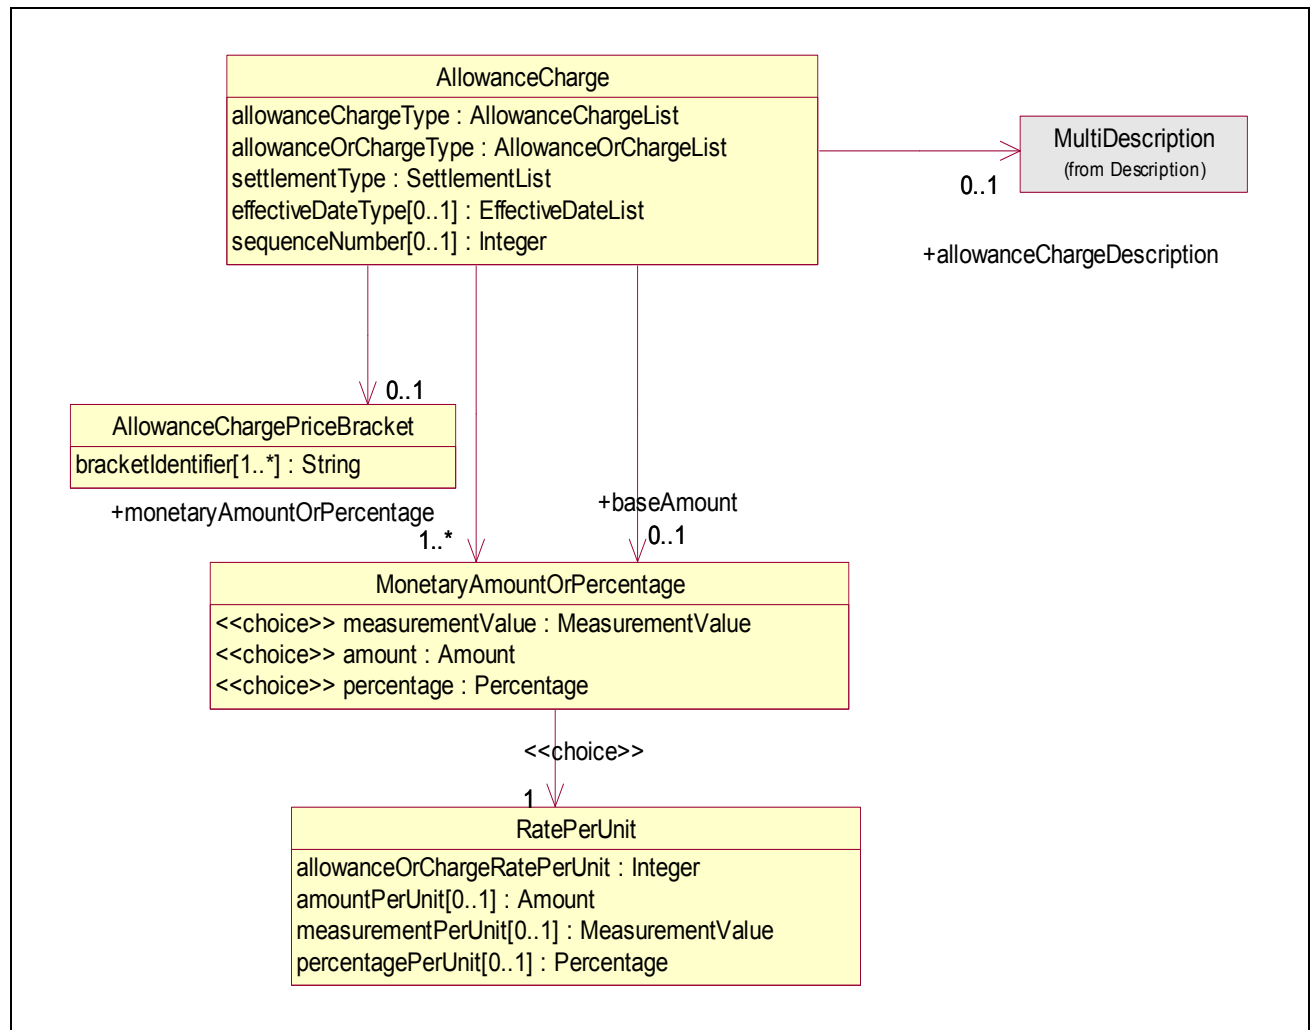 AllowanceCharge
allowanceChargeType : AllowanceChargeList
allowanceOrChargeType : AllowanceOrChargeList
settlementType : SettlementList
effectiveDateType[0..1] : EffectiveDateList
sequenceNumber[0..1] : Integer
MultiDescription
(from Description)
0..1
+allowanceChargeDescription
0..1
AllowanceChargePriceBracket
bracketIdentifier[1..*] : String
+monetaryAmountOrPercentage
1..*
+baseAmount
0..1
MonetaryAmountOrPercentage
<<choice>> measurementValue : MeasurementValue
<<choice>> amount : Amount
<<choice>> percentage : Percentage
<<choice>>
1
RatePerUnit
allowanceOrChargeRatePerUnit : Integer
amountPerUnit[0..1] : Amount
measurementPerUnit[0..1] : MeasurementValue
percentagePerUnit[0..1] : Percentage